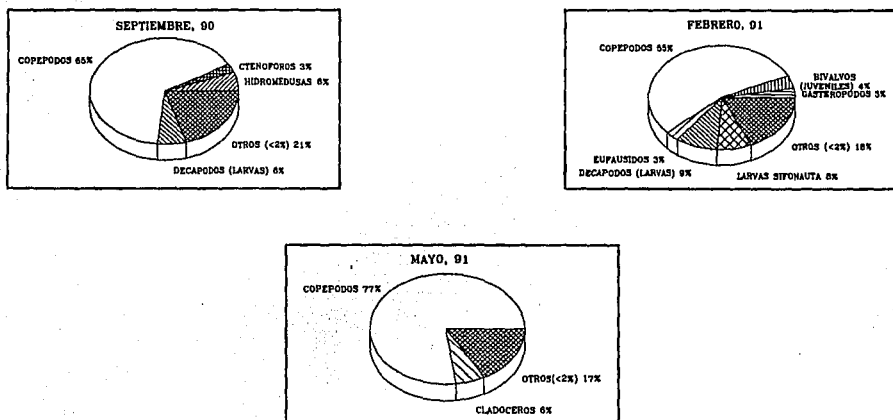 SEPTIEMBRE, 90
COPEPODOS 65%
CTENOFOROS 3%
HIDROMEDUSAS 6%
OTROS (<2%) 21%
DECAPODOS (LARVAS) 6%
FEBRERO, 91
COPEPODOS 55%
BIVALVOS
(JUVENILES) 4%
GASTEROPODOS 3%
OTROS (<2%) 18%
EUFAUSIDOS 3%
DECAPODOS (LARVAS) 9%
LARVAS SIFONAUTA 8%
MAYO, 91
COPEPODOS 77%
OTROS(<2%) 17%
CLADOCEROS 6%